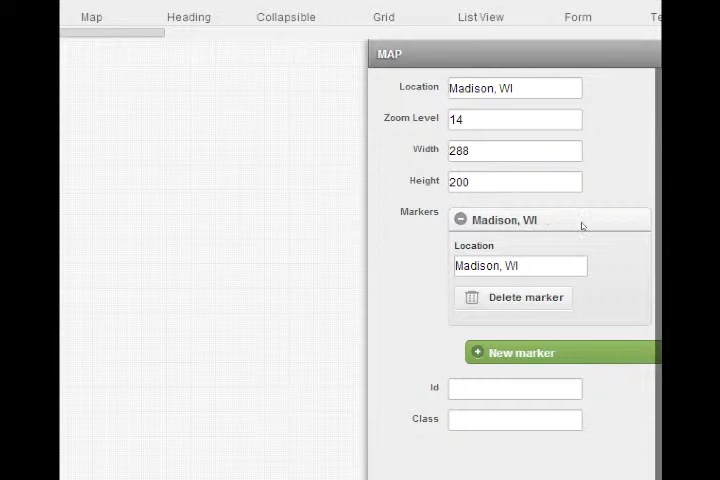 Map Heading Collapsible Grid List View Form Te
MAP
Location Madison, WI
Zoom Level 14
Width 288
Height 200
Markers Madison, WI
Location
Madison, WI
Delete marker
New marker
Id
Class